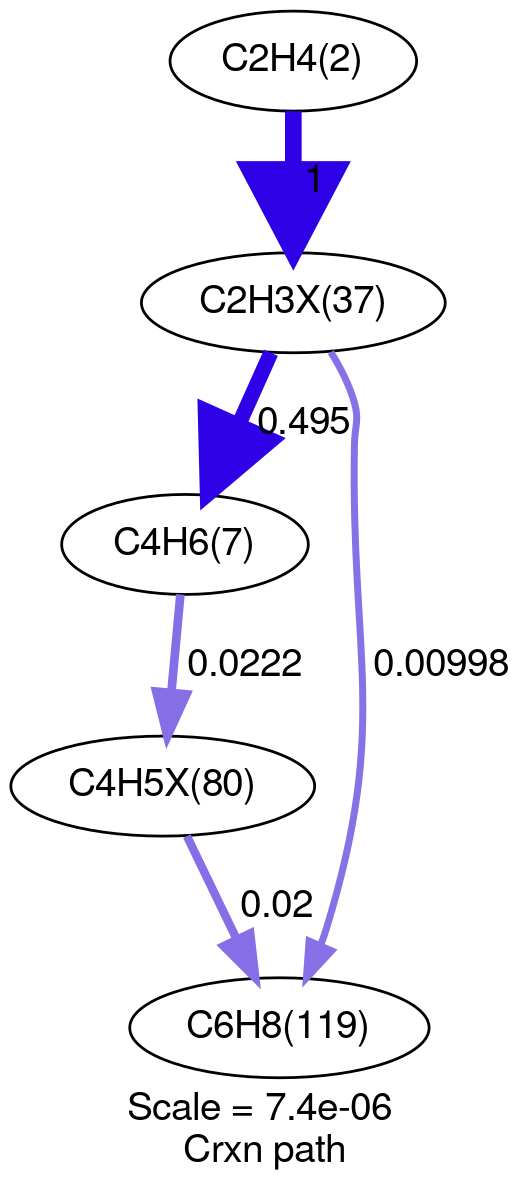 C2H4(2)
1
C2H3X(37)
0.495
C4H6(7)
0.0222
0.00998
C4H5X(80)
0.02
C6H8(119)
Scale = 7.4e-06
Crxn path